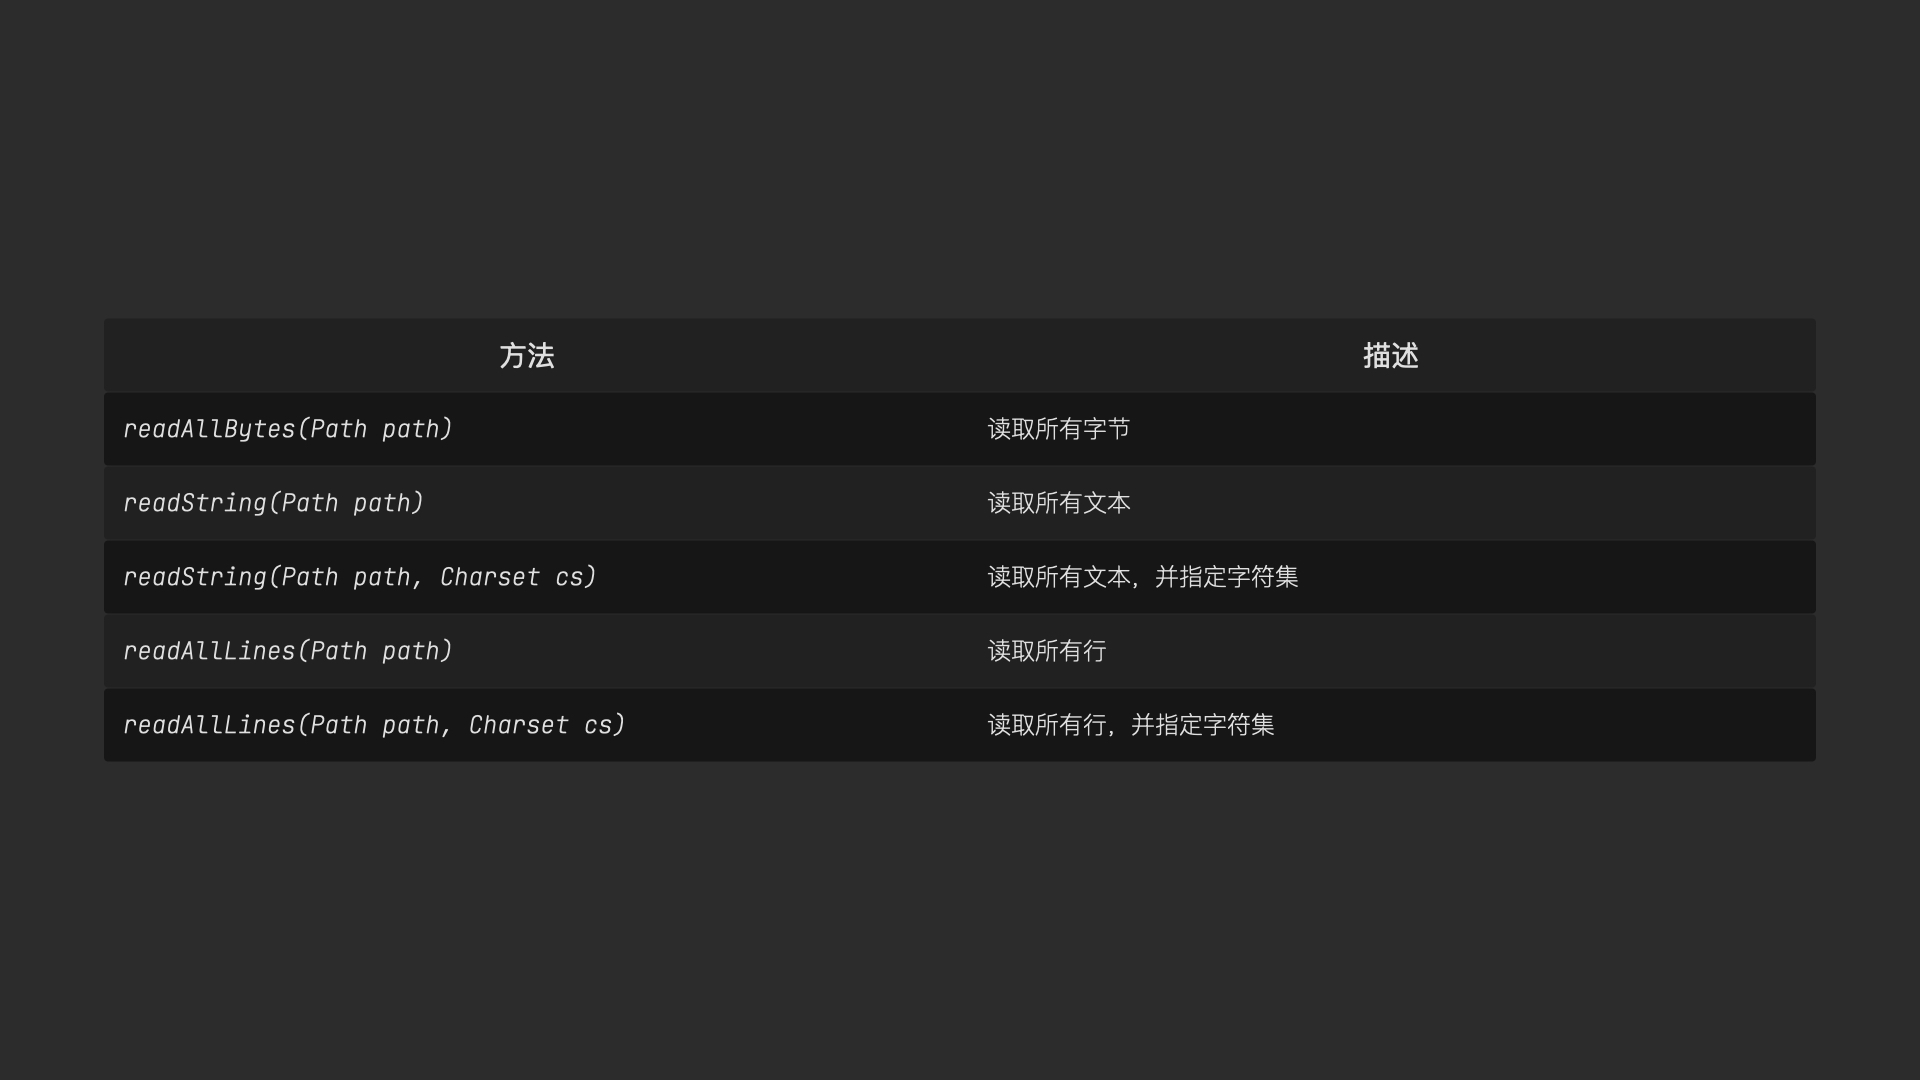 方法 描述
readAllBytes(Path path) 读取所有字节
readString(Path path) 读取所有文本
readString(Path path, Charset cs) 读取所有文本，并指定字符集
readAllLines(Path path) 读取所有行
readAllLines(Path path, Charset cs) 读取所有行，并指定字符集